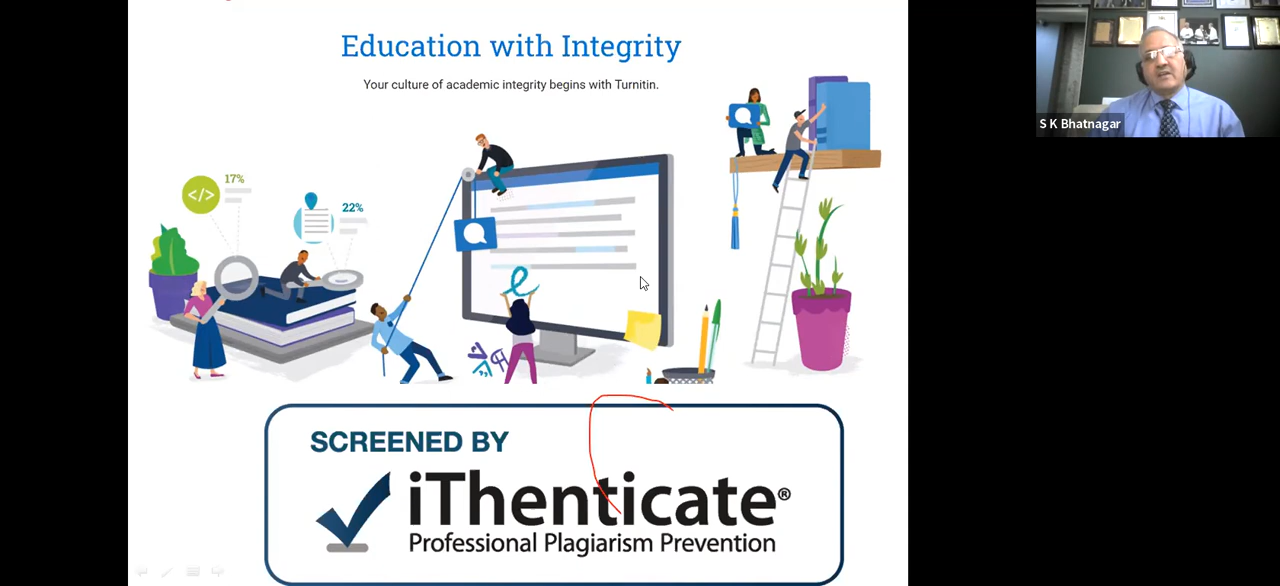 Education with Integrity
Your culture of academic integrity begins with Turnitin.
S K Bhatnagar
17%
</>
22%
SCREENED BY
iThenticate®
Professional Plagiarism Prevention